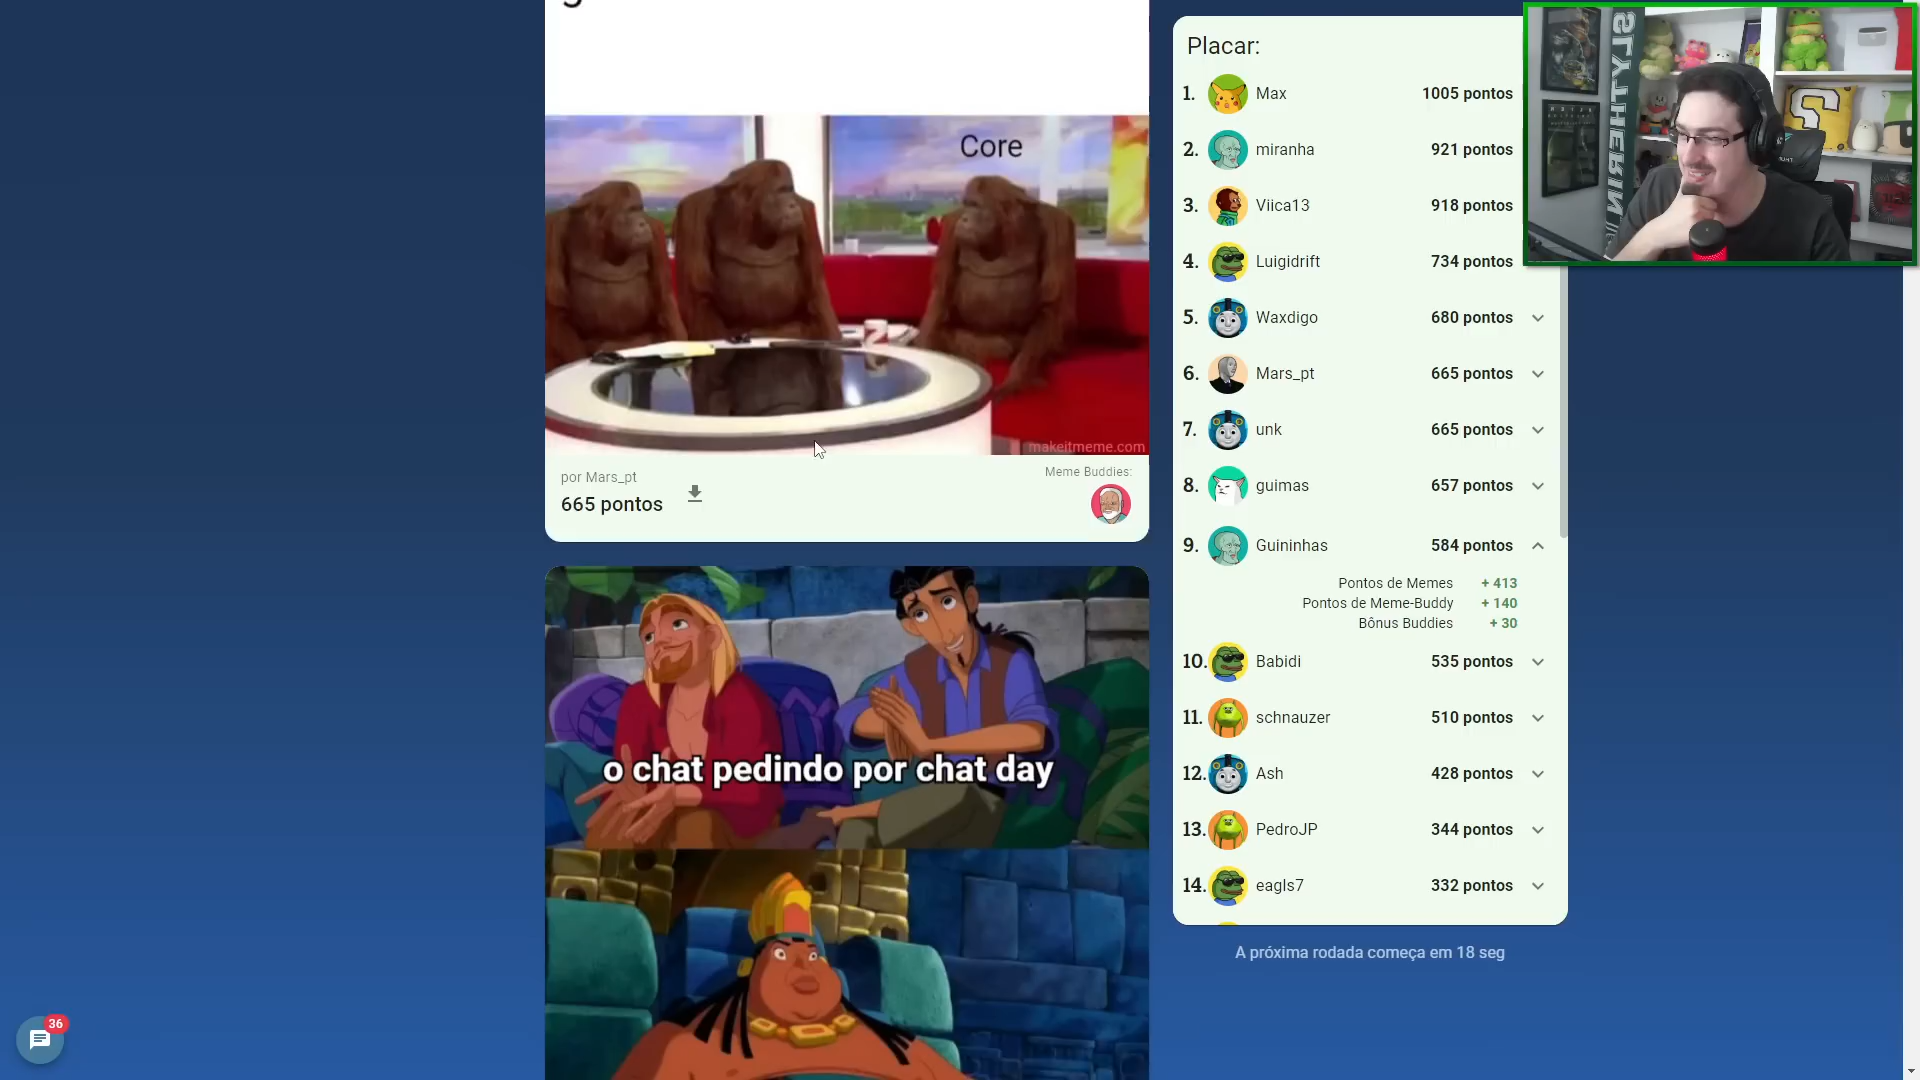 Core
makeitmeme.com
por Mars_pt
665 pontos
Meme Buddies:
o chat pedindo por chat day
Placar:
1. Max 1005 pontos
2. miranha 921 pontos
3. Viica13 918 pontos
4. Luigidrift 734 pontos
5. Waxdigo 680 pontos
6. Mars_pt 665 pontos
7. unk 665 pontos
8. guimas 657 pontos
9. Guininhas 584 pontos
Pontos de Memes + 413
Pontos de Meme-Buddy + 140
Bônus Buddies + 30
10. Babidi 535 pontos
11. schnauzer 510 pontos
12. Ash 428 pontos
13. PedroJP 344 pontos
14. eagls7 332 pontos
A próxima rodada começa em 18 seg
SLYTHERIN
36